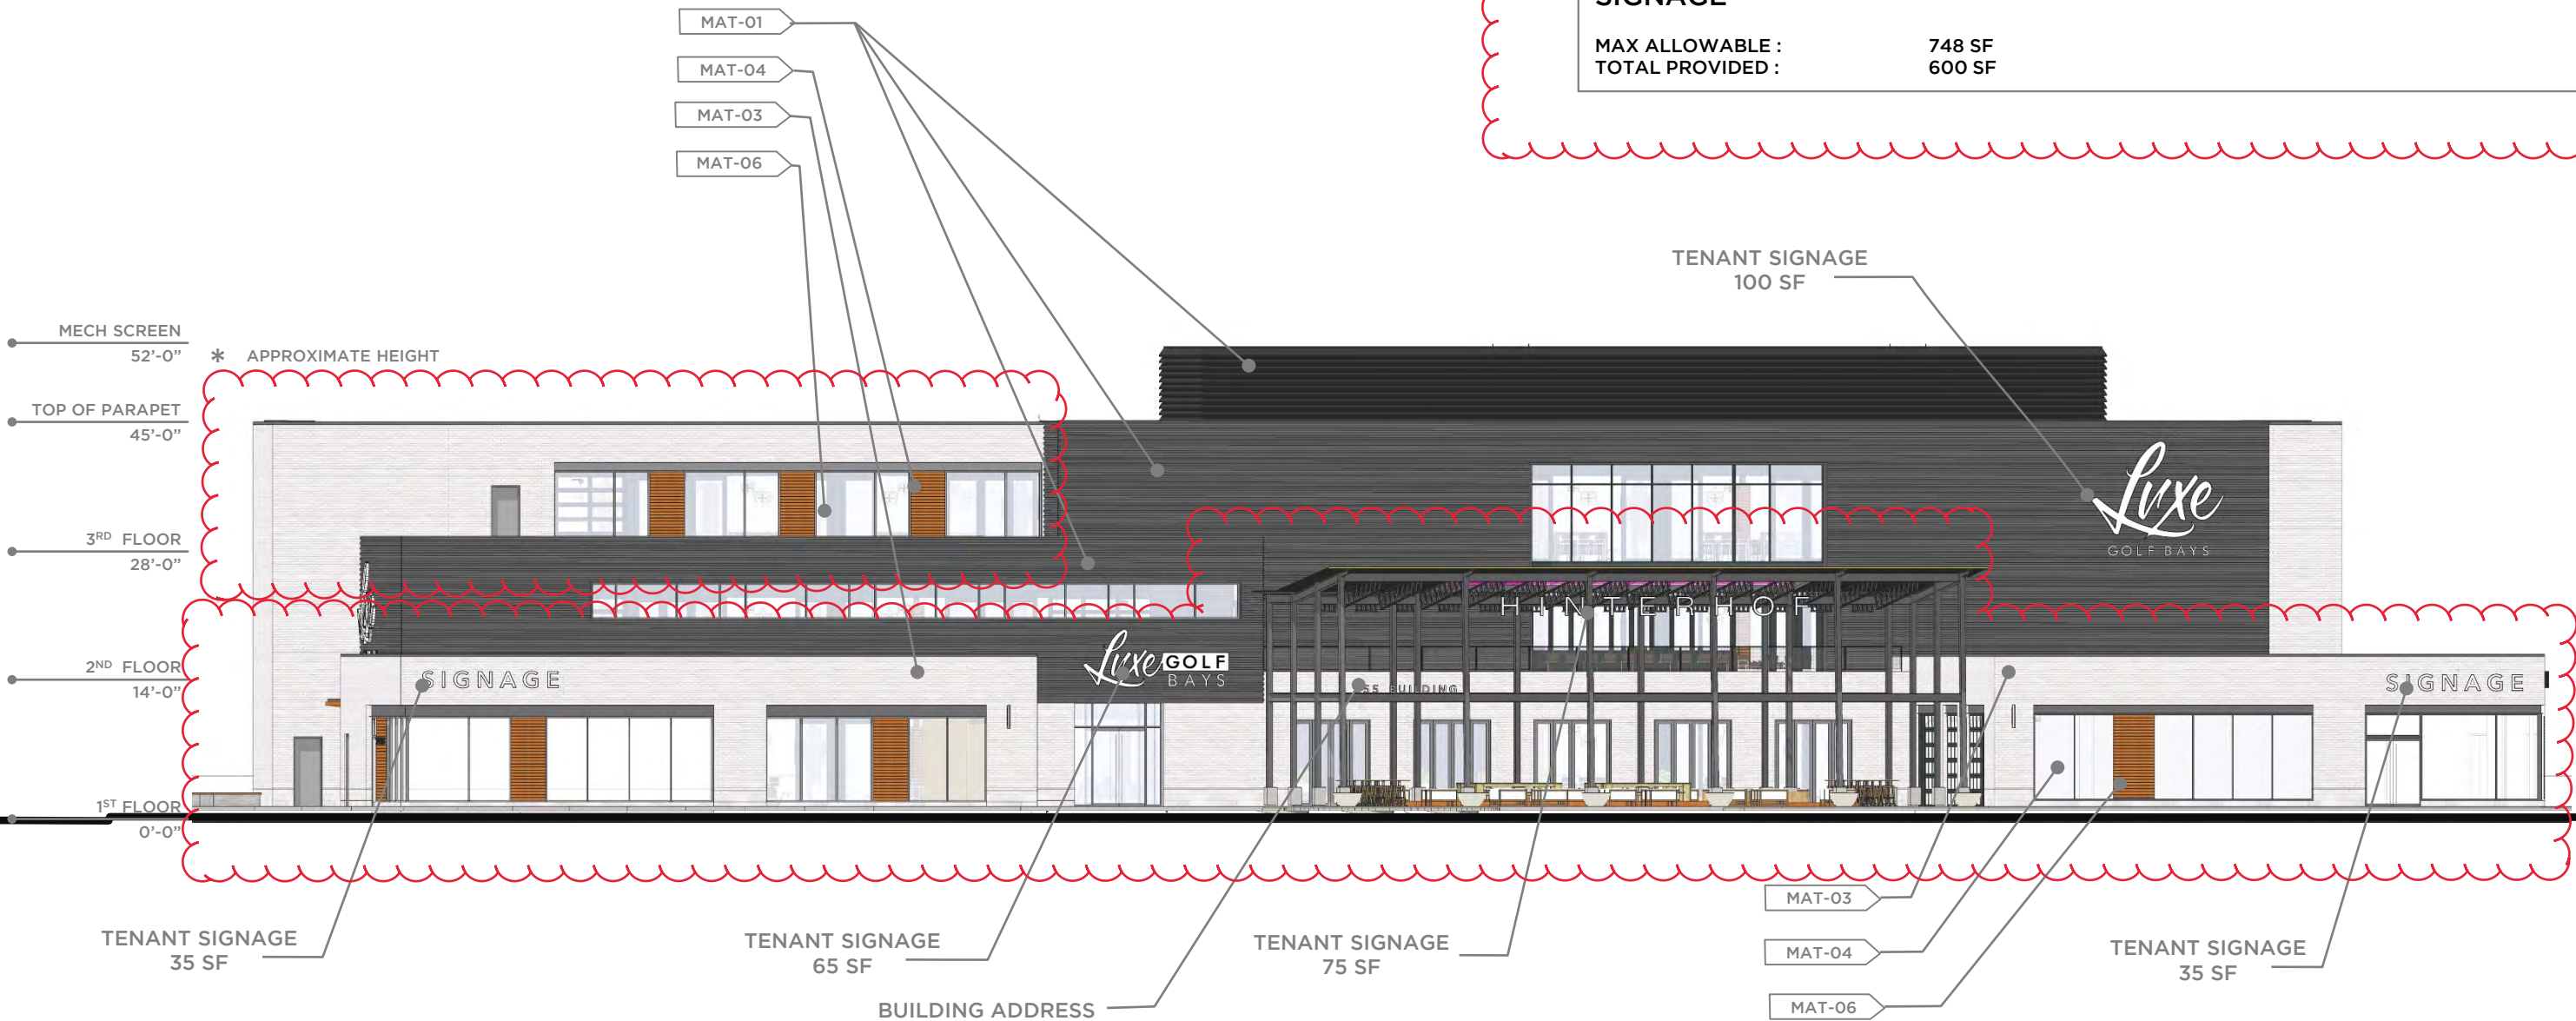 SIGNAGE
MAX ALLOWABLE : 748 SF
TOTAL PROVIDED : 600 SF
MAT-01
MAT-04
MAT-03
MAT-06
TENANT SIGNAGE
100 SF
MECH SCREEN
52'-0"
* APPROXIMATE HEIGHT
TOP OF PARAPET
45'-0"
3RD FLOOR
28'-0"
2ND FLOOR
14'-0"
1ST FLOOR
0'-0"
Luxe
GOLF BAYS
HINTERHOF
Luxe GOLF
BAYS
SIGNAGE
55 BUILDING
SIGNAGE
TENANT SIGNAGE
35 SF
TENANT SIGNAGE
65 SF
BUILDING ADDRESS
TENANT SIGNAGE
75 SF
MAT-03
MAT-04
MAT-06
TENANT SIGNAGE
35 SF